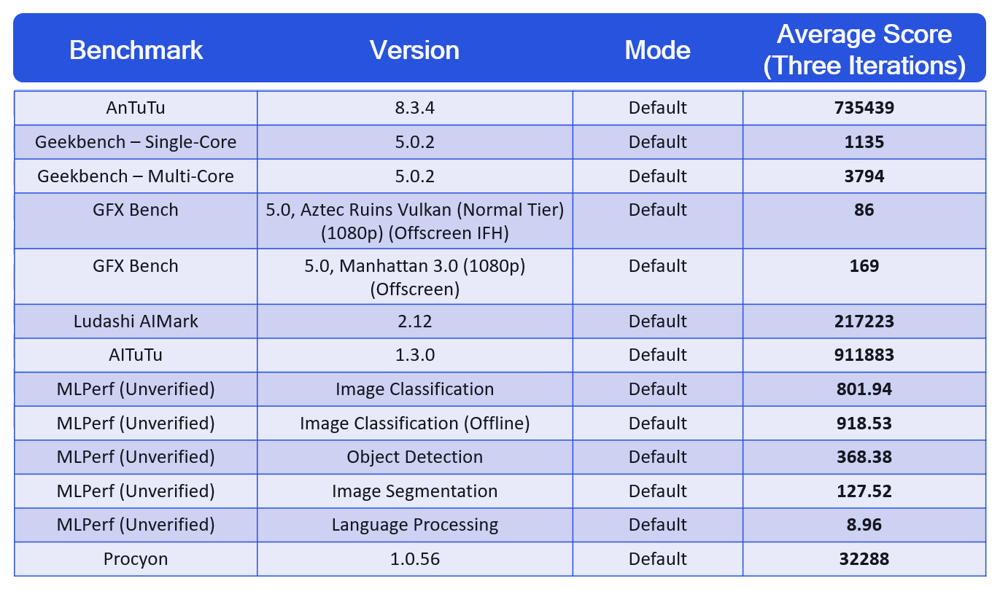 Benchmark Version Mode Average Score
(Three Iterations)
AnTuTu 8.3.4 Default 735439
Geekbench – Single-Core 5.0.2 Default 1135
Geekbench – Multi-Core 5.0.2 Default 3794
GFX Bench 5.0, Aztec Ruins Vulkan (Normal Tier) Default 86
(1080p) (Offscreen IFH)
GFX Bench 5.0, Manhattan 3.0 (1080p) Default 169
(Offscreen)
Ludashi AIMark 2.12 Default 217223
AITuTu 1.3.0 Default 911883
MLPerf (Unverified) Image Classification Default 801.94
MLPerf (Unverified) Image Classification (Offline) Default 918.53
MLPerf (Unverified) Object Detection Default 368.38
MLPerf (Unverified) Image Segmentation Default 127.52
MLPerf (Unverified) Language Processing Default 8.96
Procyon 1.0.56 Default 32288